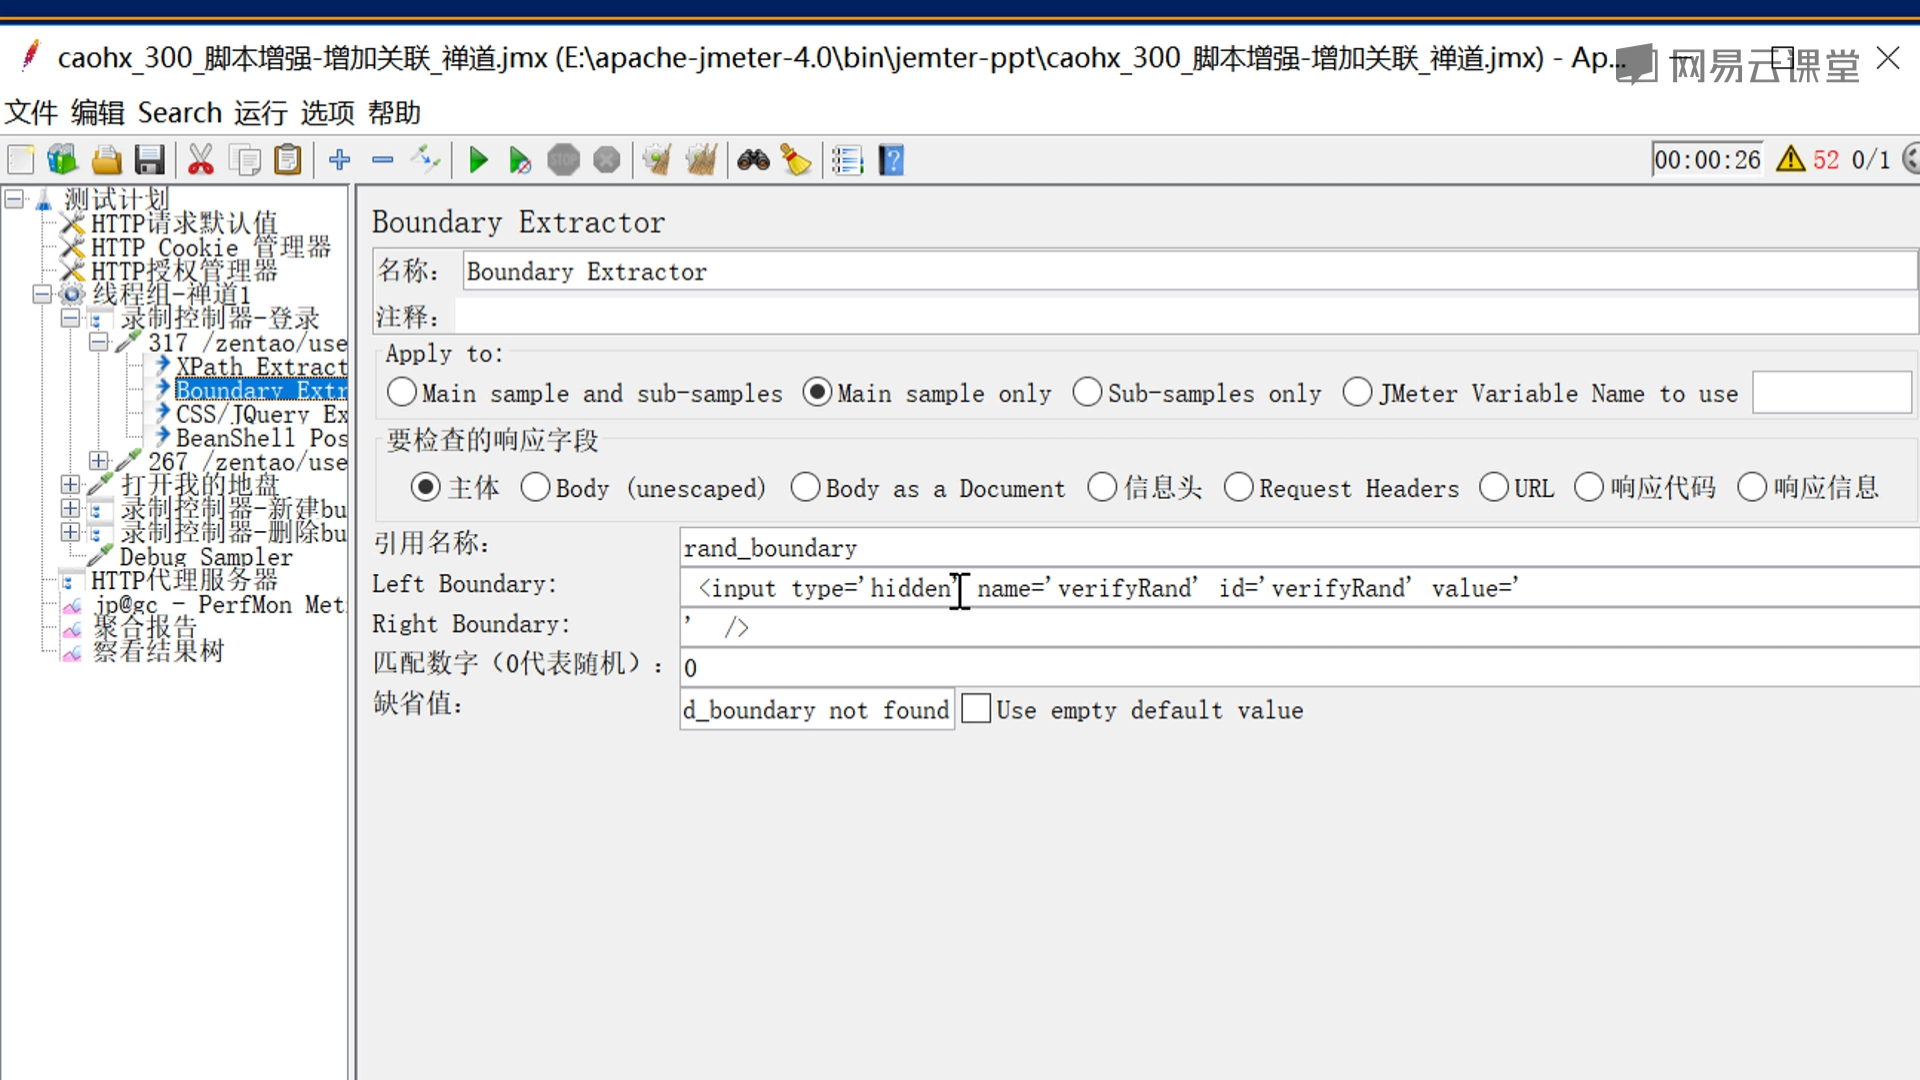 caohx_300_脚本增强-增加关联_禅道.jmx (E:\apache-jmeter-4.0\bin\jemter-ppt\caohx_300_脚本增强-增加关联_禅道.jmx) - Ap...
网易云课堂
文件 编辑 Search 运行 选项 帮助
STOP
00:00:26 52 0/1
测试计划
HTTP请求默认值
HTTP Cookie 管理器
HTTP授权管理器
线程组-禅道1
录制控制器-登录
317 /zentao/use
XPath Extract
Boundary Extr
CSS/JQuery Ex
BeanShell Pos
267 /zentao/use
打开我的地盘
录制控制器-新建bu
录制控制器-删除bu
Debug Sampler
HTTP代理服务器
jp@gc - PerfMon Met
聚合报告
察看结果树
Boundary Extractor
名称： Boundary Extractor
注释：
Apply to:
Main sample and sub-samples Main sample only Sub-samples only JMeter Variable Name to use
要检查的响应字段
主体 Body (unescaped) Body as a Document 信息头 Request Headers URL 响应代码 响应信息
引用名称： rand_boundary
Left Boundary: <input type='hidden' name='verifyRand' id='verifyRand' value='
Right Boundary: ' />
匹配数字（0代表随机）： 0
缺省值： d_boundary not found Use empty default value